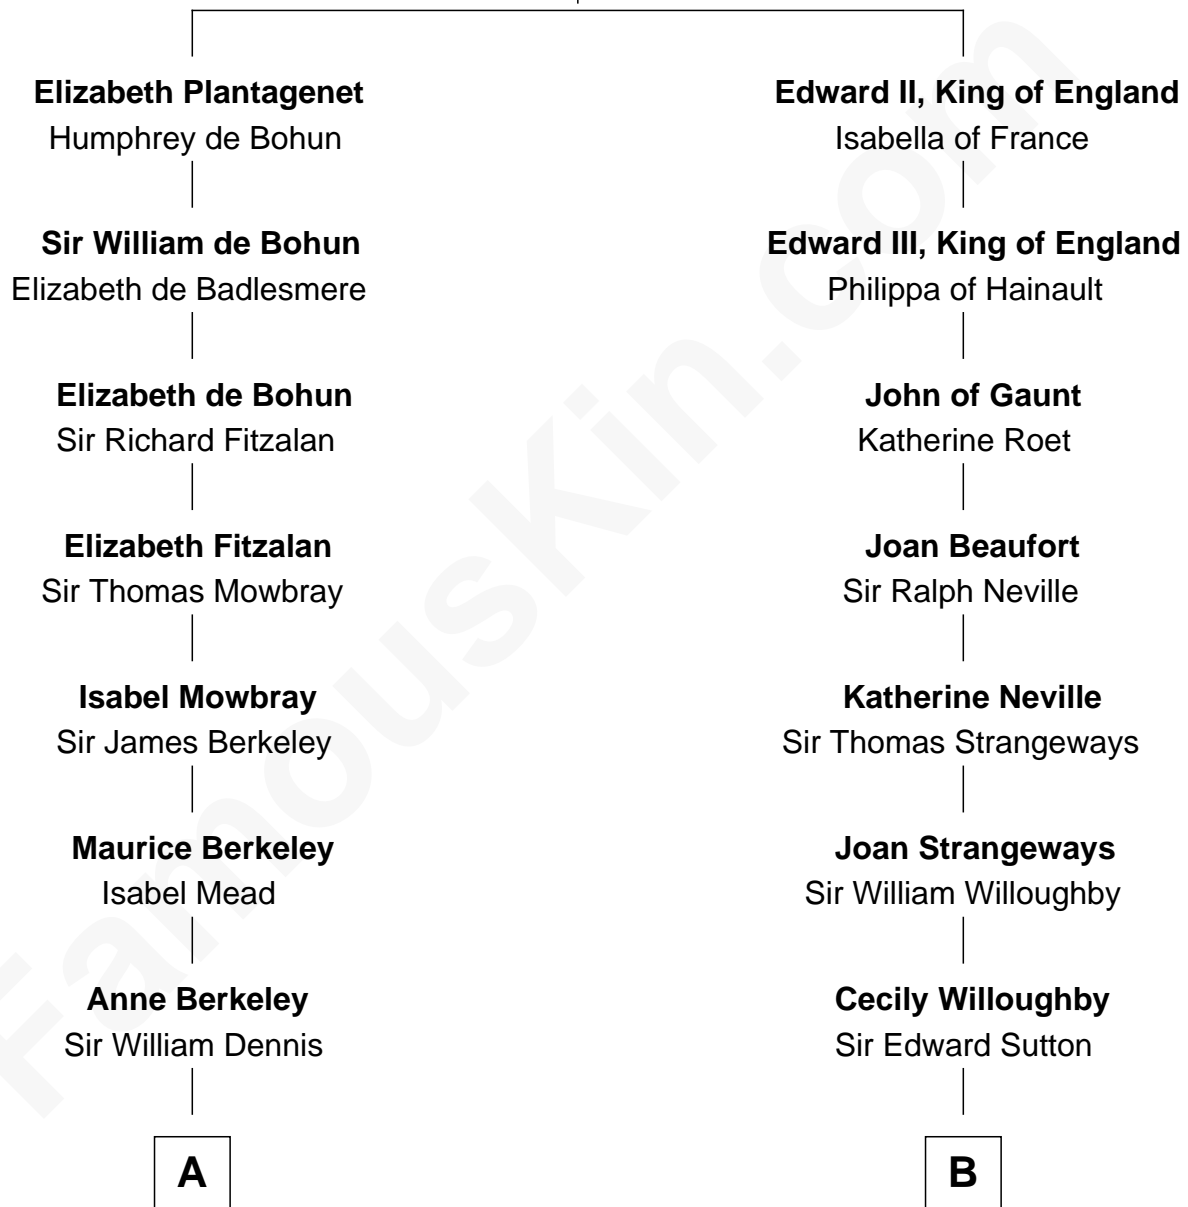 Elizabeth Plantagenet
Humphrey de Bohun
Sir William de Bohun
Elizabeth de Badlesmere
Elizabeth de Bohun
Sir Richard Fitzalan
Elizabeth Fitzalan
Sir Thomas Mowbray
Isabel Mowbray
Sir James Berkeley
Maurice Berkeley
Isabel Mead
Anne Berkeley
Sir William Dennis
A
Edward II, King of England
Isabella of France
Edward III, King of England
Philippa of Hainault
John of Gaunt
Katherine Roet
Joan Beaufort
Sir Ralph Neville
Katherine Neville
Sir Thomas Strangeways
Joan Strangeways
Sir William Willoughby
Cecily Willoughby
Sir Edward Sutton
B
FamousKin.com